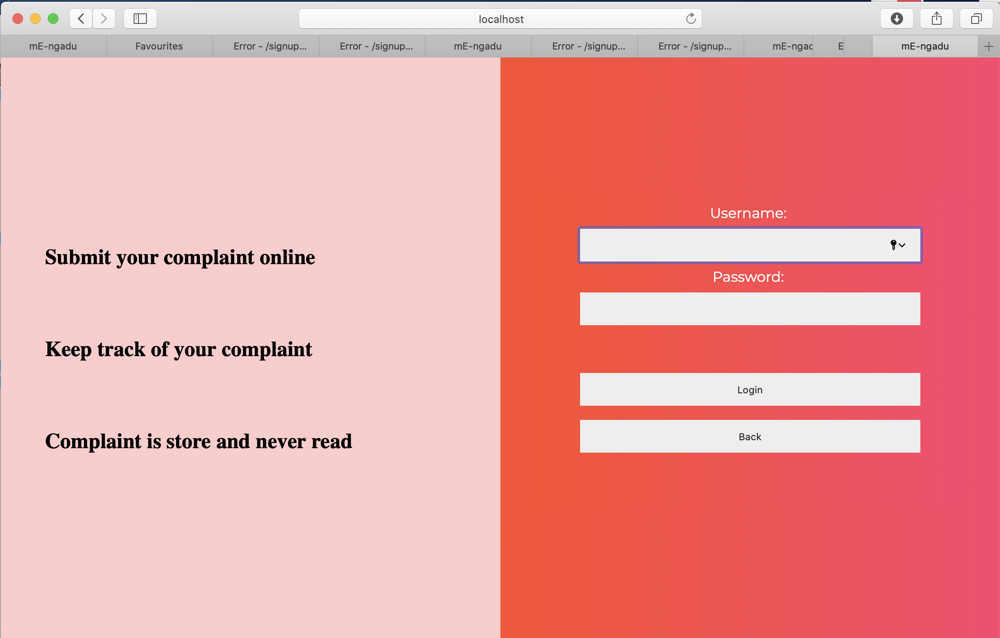 localhost
mE-ngadu
Favourites
Error - /signup...
Error - /signup...
mE-ngadu
Error - /signup...
Error - /signup...
mE-ngad
E
mE-ngadu
Submit your complaint online
Keep track of your complaint
Complaint is store and never read
Username:
Password:
Login
Back